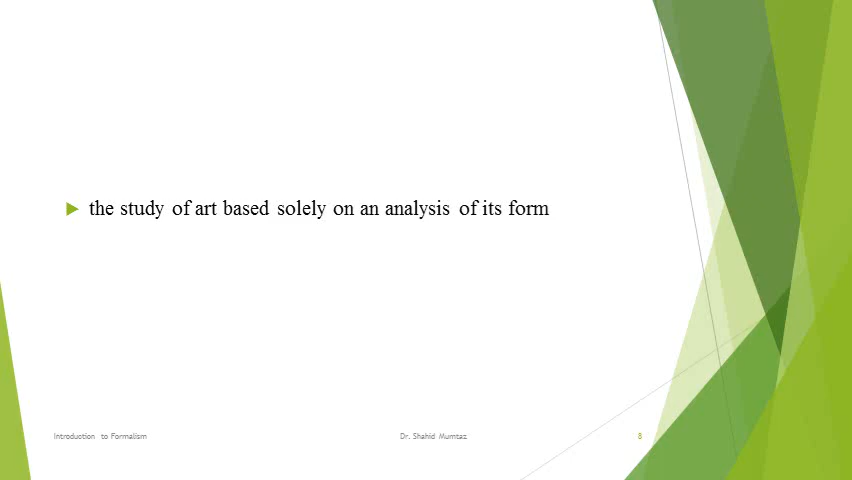 the study of art based solely on an analysis of its form
Introduction to Formalism
Dr. Shahid Mumtaz
8